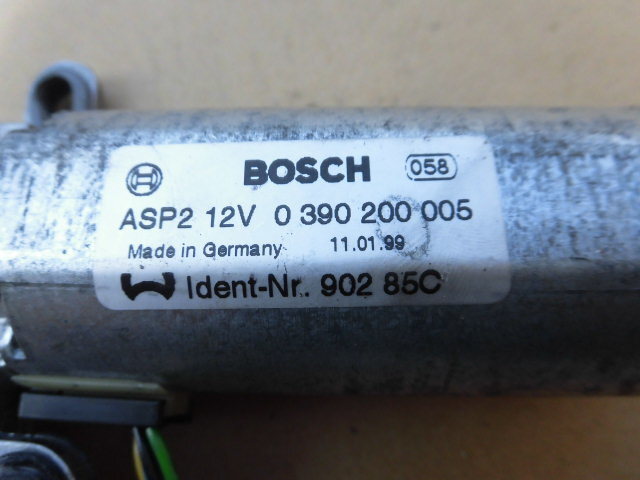 BOSCH 058
ASP2 12V 0 390 200 005
Made in Germany 11.01.99
Ident-Nr. 902 85C